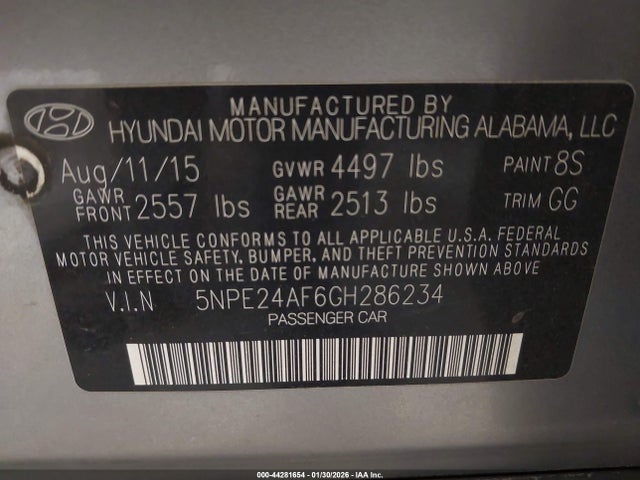 MANUFACTURED BY
HYUNDAI MOTOR MANUFACTURING ALABAMA, LLC
Aug/11/15 GVWR 4497 lbs PAINT 8S
GAWR FRONT 2557 lbs GAWR REAR 2513 lbs TRIM GG
THIS VEHICLE CONFORMS TO ALL APPLICABLE U.S.A. FEDERAL
MOTOR VEHICLE SAFETY, BUMPER, AND THEFT PREVENTION STANDARDS
IN EFFECT ON THE DATE OF MANUFACTURE SHOWN ABOVE
V.I.N 5NPE24AF6GH286234
PASSENGER CAR
000-44281654 - 01/30/2026 - IAA Inc.